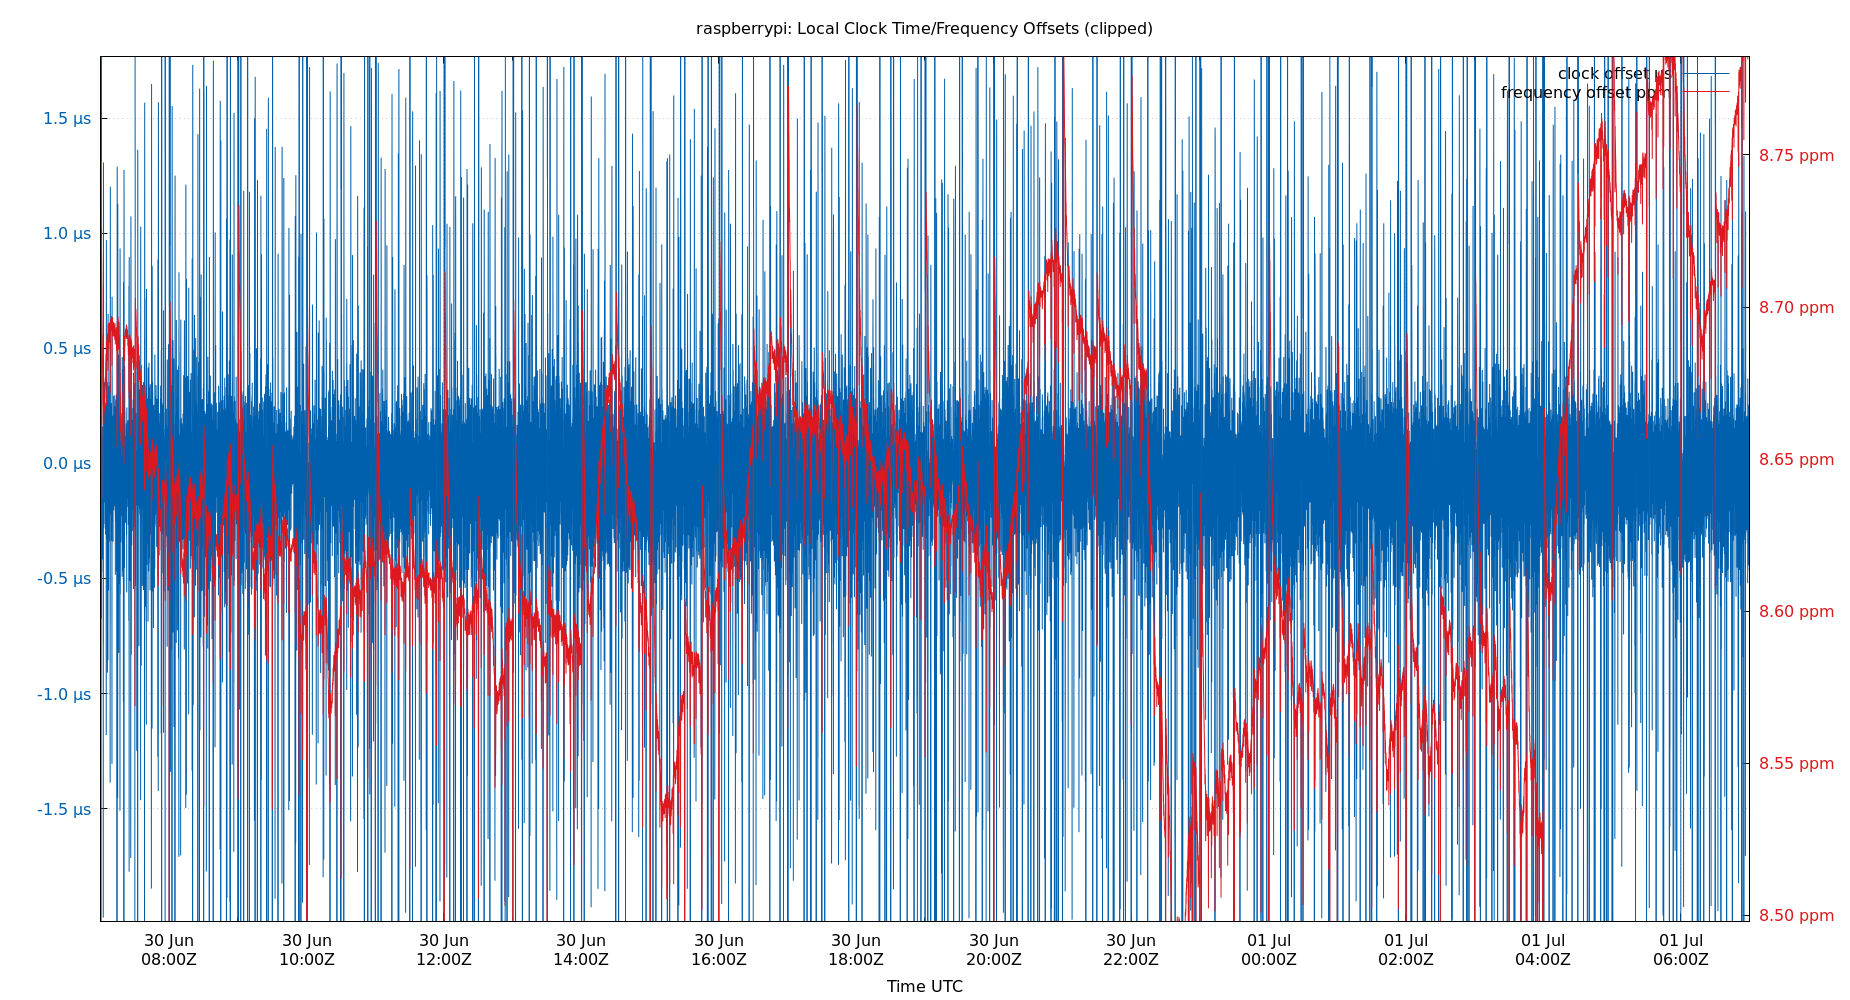 raspberrypi: Local Clock Time/Frequency Offsets (clipped)
clock offset µs
frequency offset ppm
1.5 µs
1.0 µs
0.5 µs
0.0 µs
-0.5 µs
-1.0 µs
-1.5 µs
8.75 ppm
8.70 ppm
8.65 ppm
8.60 ppm
8.55 ppm
8.50 ppm
30 Jun 30 Jun 30 Jun 30 Jun 30 Jun 30 Jun 30 Jun 30 Jun 01 Jul 01 Jul 01 Jul 01 Jul
08:00Z 10:00Z 12:00Z 14:00Z 16:00Z 18:00Z 20:00Z 22:00Z 00:00Z 02:00Z 04:00Z 06:00Z
Time UTC